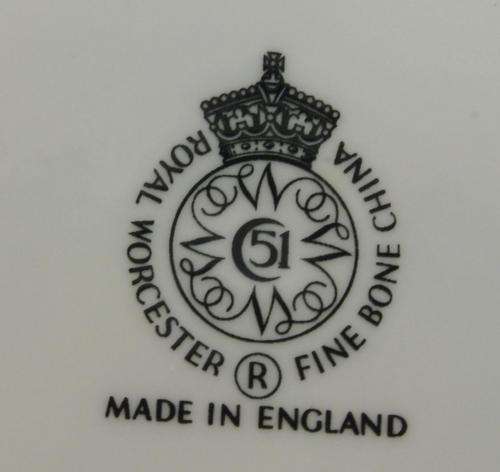 ROYAL WORCESTER
FINE BONE CHINA
51
R
MADE IN ENGLAND